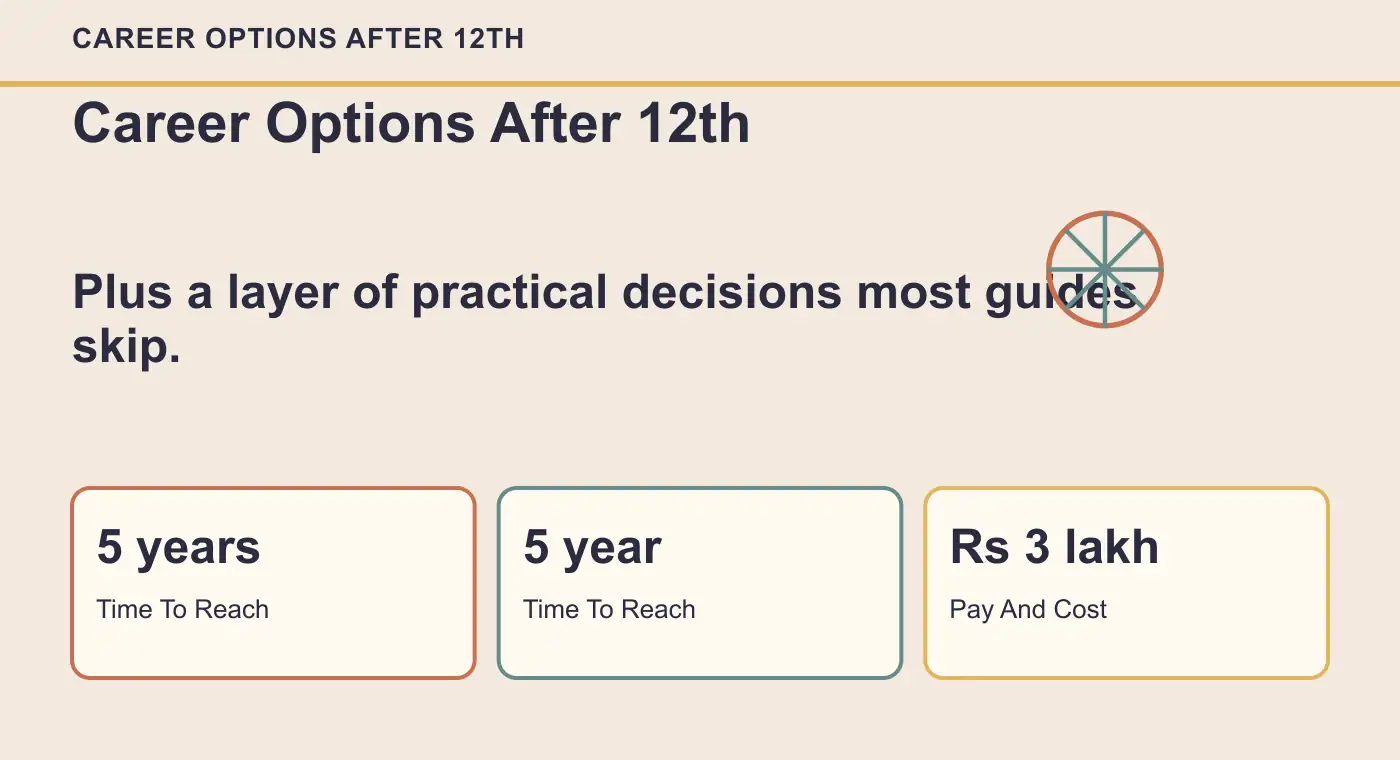 CAREER OPTIONS AFTER 12TH
Career Options After 12th
Plus a layer of practical decisions most guides
skip.
5 years
Time To Reach
5 year
Time To Reach
Rs 3 lakh
Pay And Cost